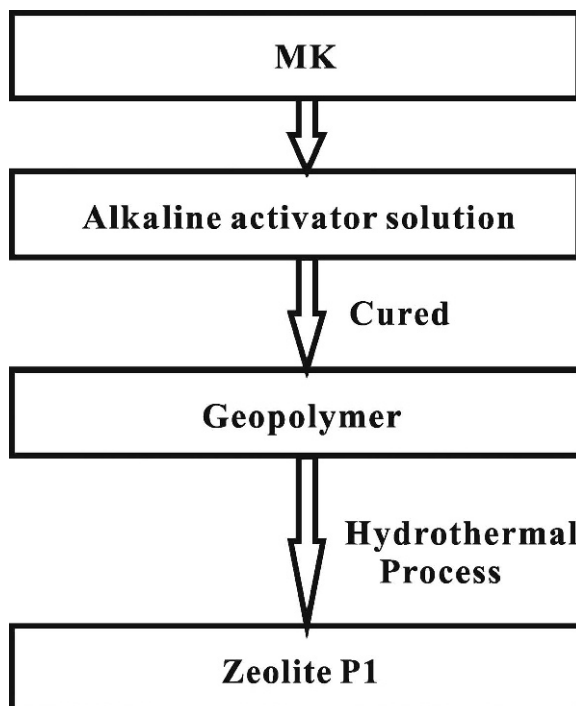 MK
Alkaline activator solution
Cured
Geopolymer
Hydrothermal
Process
Zeolite P1